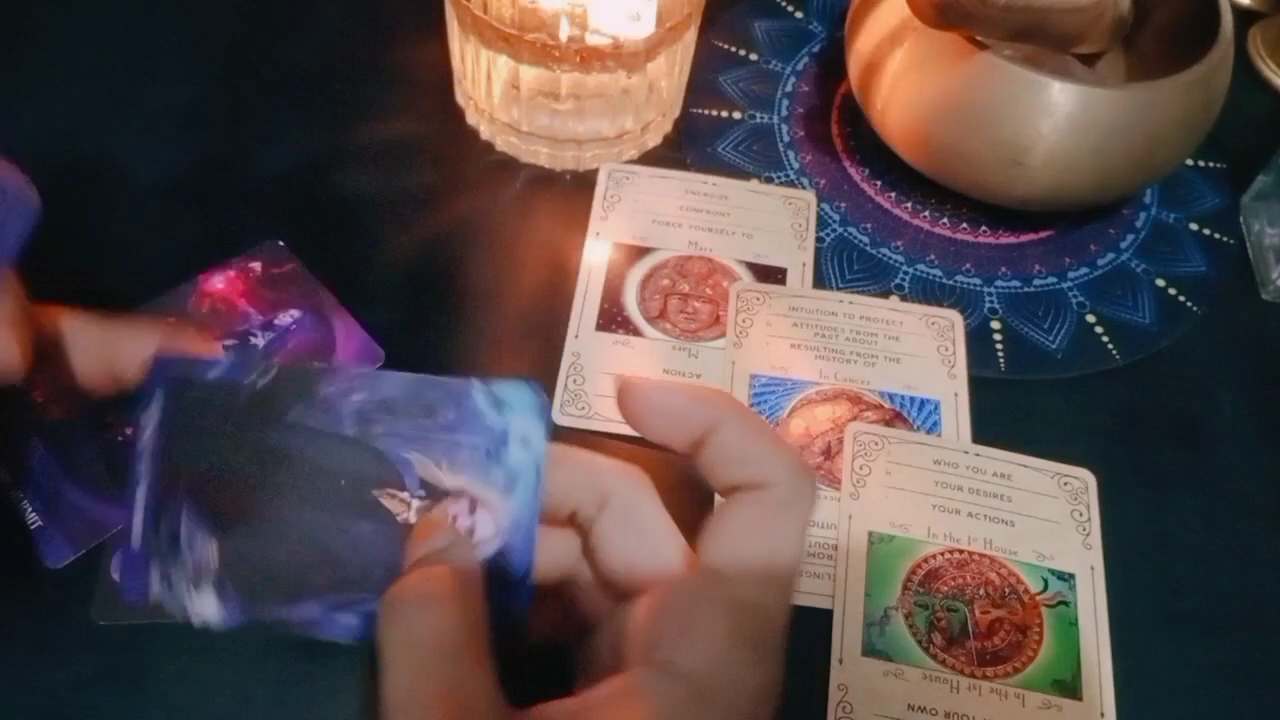 ENERGIZE
CONFRONT
FORCE YOURSELF TO
Mars
Mars
ACTION
INTUITION TO PROTECT
ATTITUDES FROM THE
PAST ABOUT
RESULTING FROM THE
HISTORY OF
In Cancer
WHO YOU ARE
YOUR DESIRES
YOUR ACTIONS
In the 1st House
In the 1st House
YOUR OWN